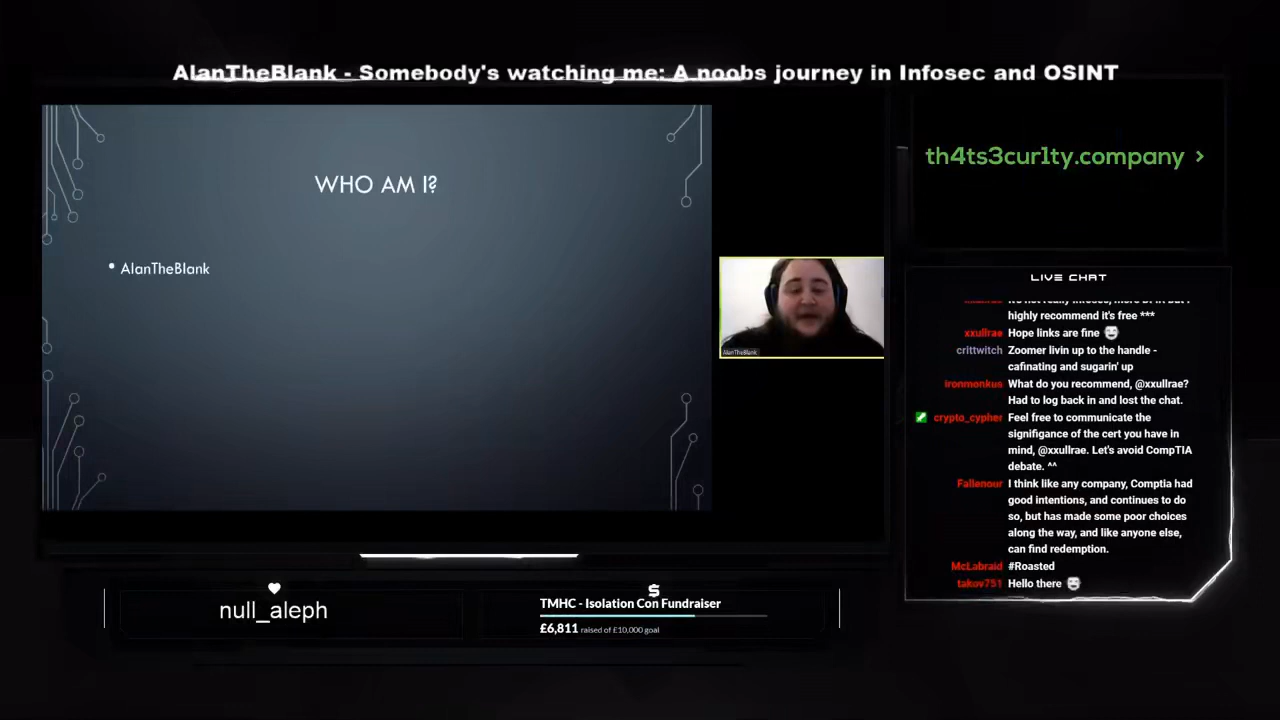 AlanTheBlank - Somebody's watching me: A noobs journey in Infosec and OSINT
WHO AM I?
• AlanTheBlank
AlanTheBlank
th4ts3cur1ty.company >
LIVE CHAT
highly recommend it's free ***
xxullrae Hope links are fine
crittwitch Zoomer livin up to the handle -
cafinating and sugarin' up
ironmonkus What do you recommend, @xxullrae?
Had to log back in and lost the chat.
crypto_cypher Feel free to communicate the
signifigance of the cert you have in
mind, @xxullrae. Let's avoid CompTIA
debate. ^^
Fallenour I think like any company, Comptia had
good intentions, and continues to do
so, but has made some poor choices
along the way, and like anyone else,
can find redemption.
McLabraid #Roasted
takov751 Hello there
null_aleph
TMHC - Isolation Con Fundraiser
£6,811 raised of £10,000 goal